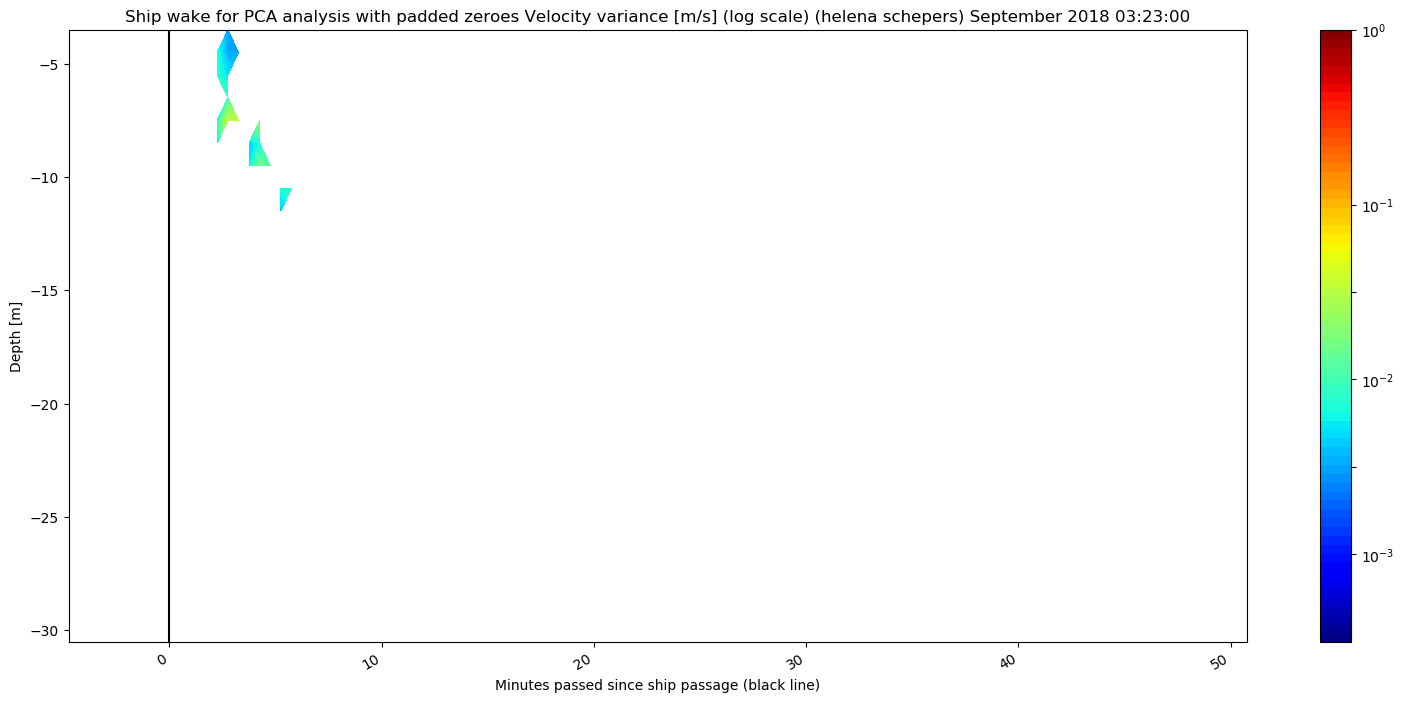 Ship wake for PCA analysis with padded zeroes Velocity variance [m/s] (log scale) (helena schepers) September 2018 03:23:00
Depth [m]
−5
−10
−15
−20
−25
−30
0 10 20 30 40 50
Minutes passed since ship passage (black line)
10⁰
10⁻¹
10⁻²
10⁻³